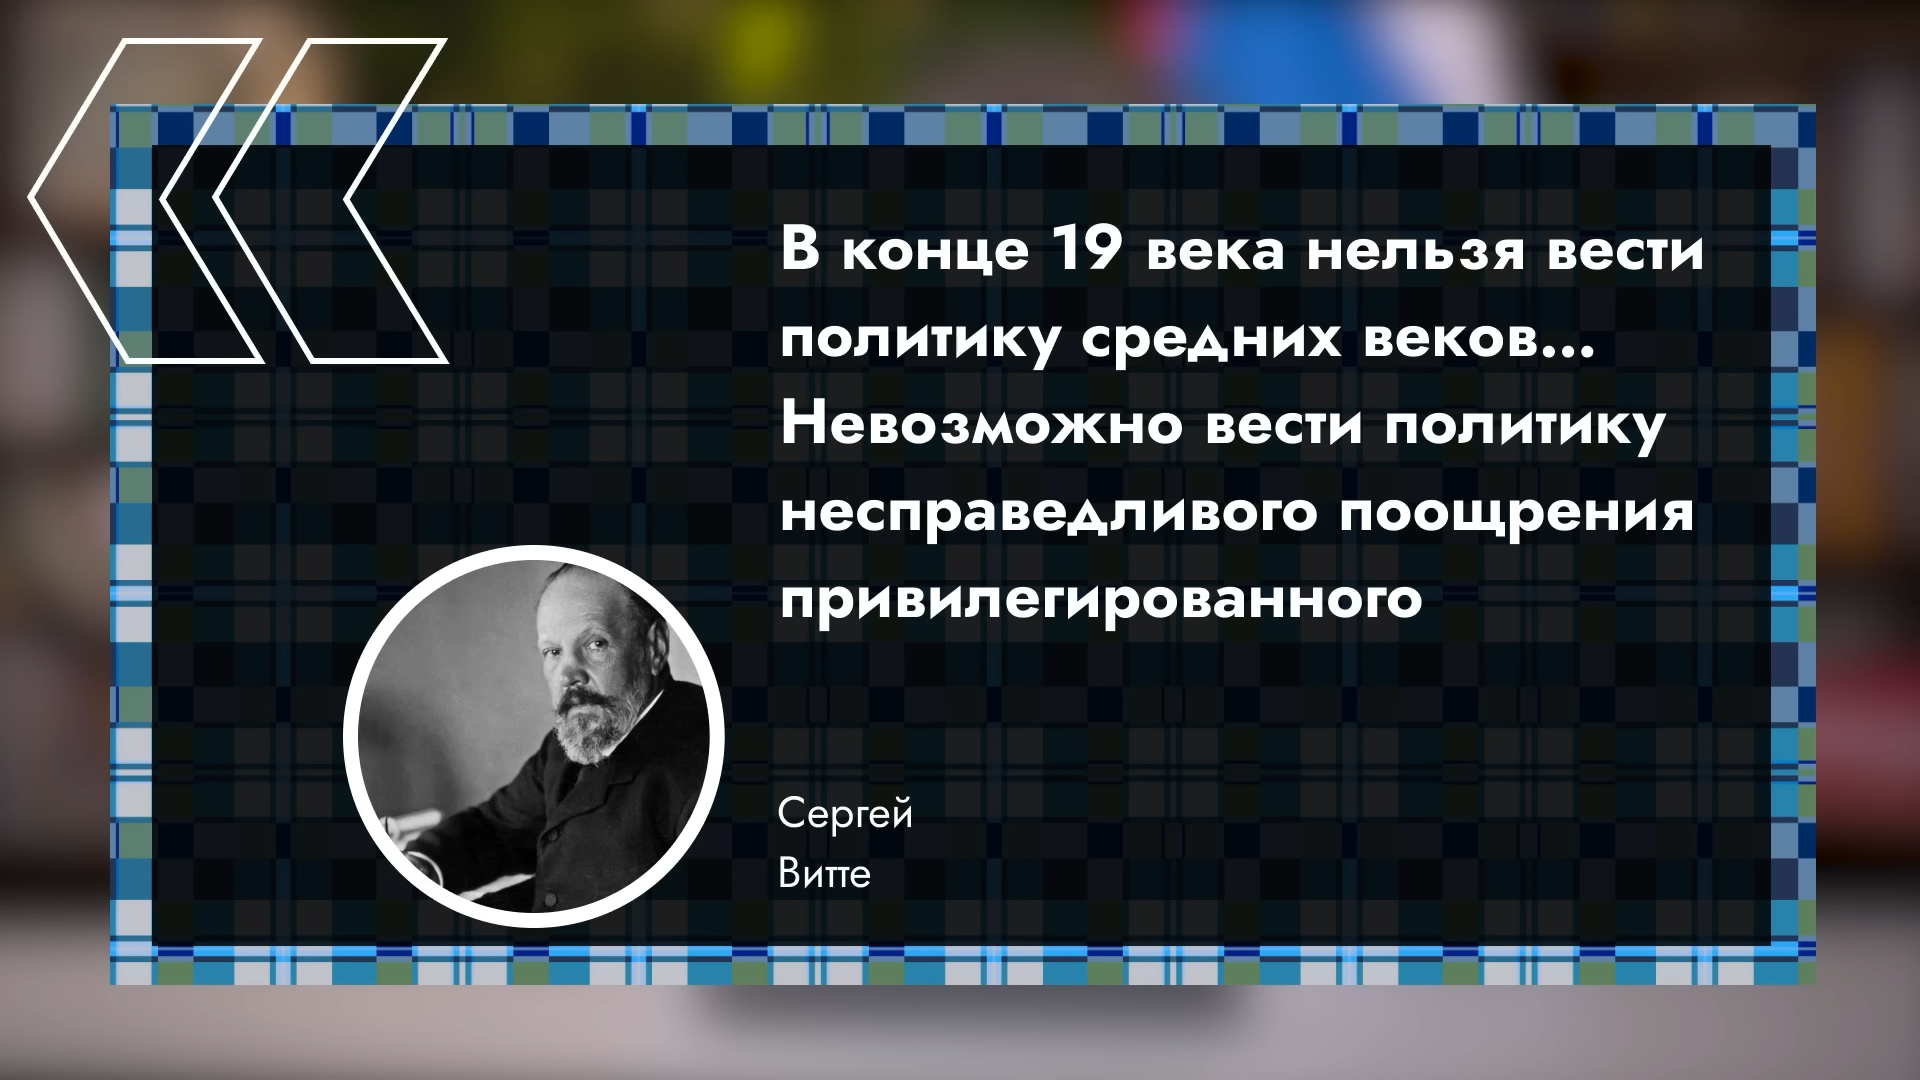 В конце 19 века нельзя вести
политику средних веков...
Невозможно вести политику
несправедливого поощрения
привилегированного
Сергей
Витте